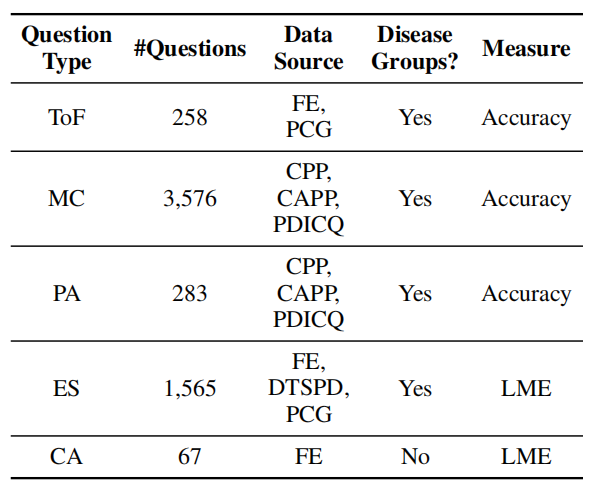 Question Type #Questions Data Source Disease Groups? Measure
ToF 258 FE, PCG Yes Accuracy
MC 3,576 CPP, CAPP, PDICQ Yes Accuracy
PA 283 CPP, CAPP, PDICQ Yes Accuracy
ES 1,565 FE, DTSPD, PCG Yes LME
CA 67 FE No LME